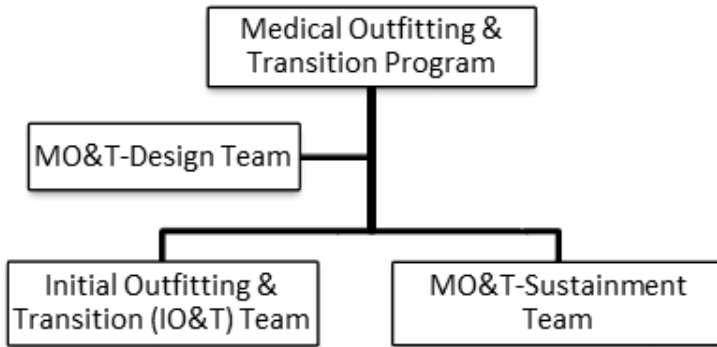 Medical Outfitting &
Transition Program
MO&T-Design Team
Initial Outfitting &
Transition (IO&T) Team
MO&T-Sustainment
Team